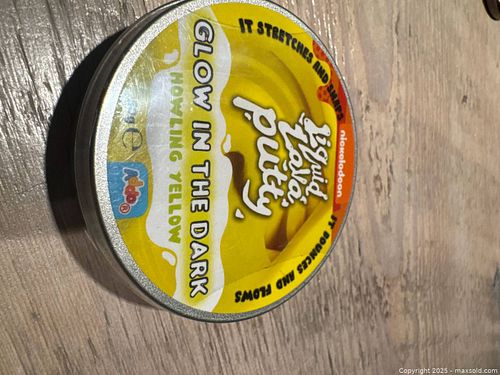 IT STRETCHES AND SNAPS
nickelodeon
Liquid
Lava
putty
IT BOUNCES AND FLOWS
GLOW IN THE DARK
HOWLING YELLOW
Copyright 2025 - maxsold.com